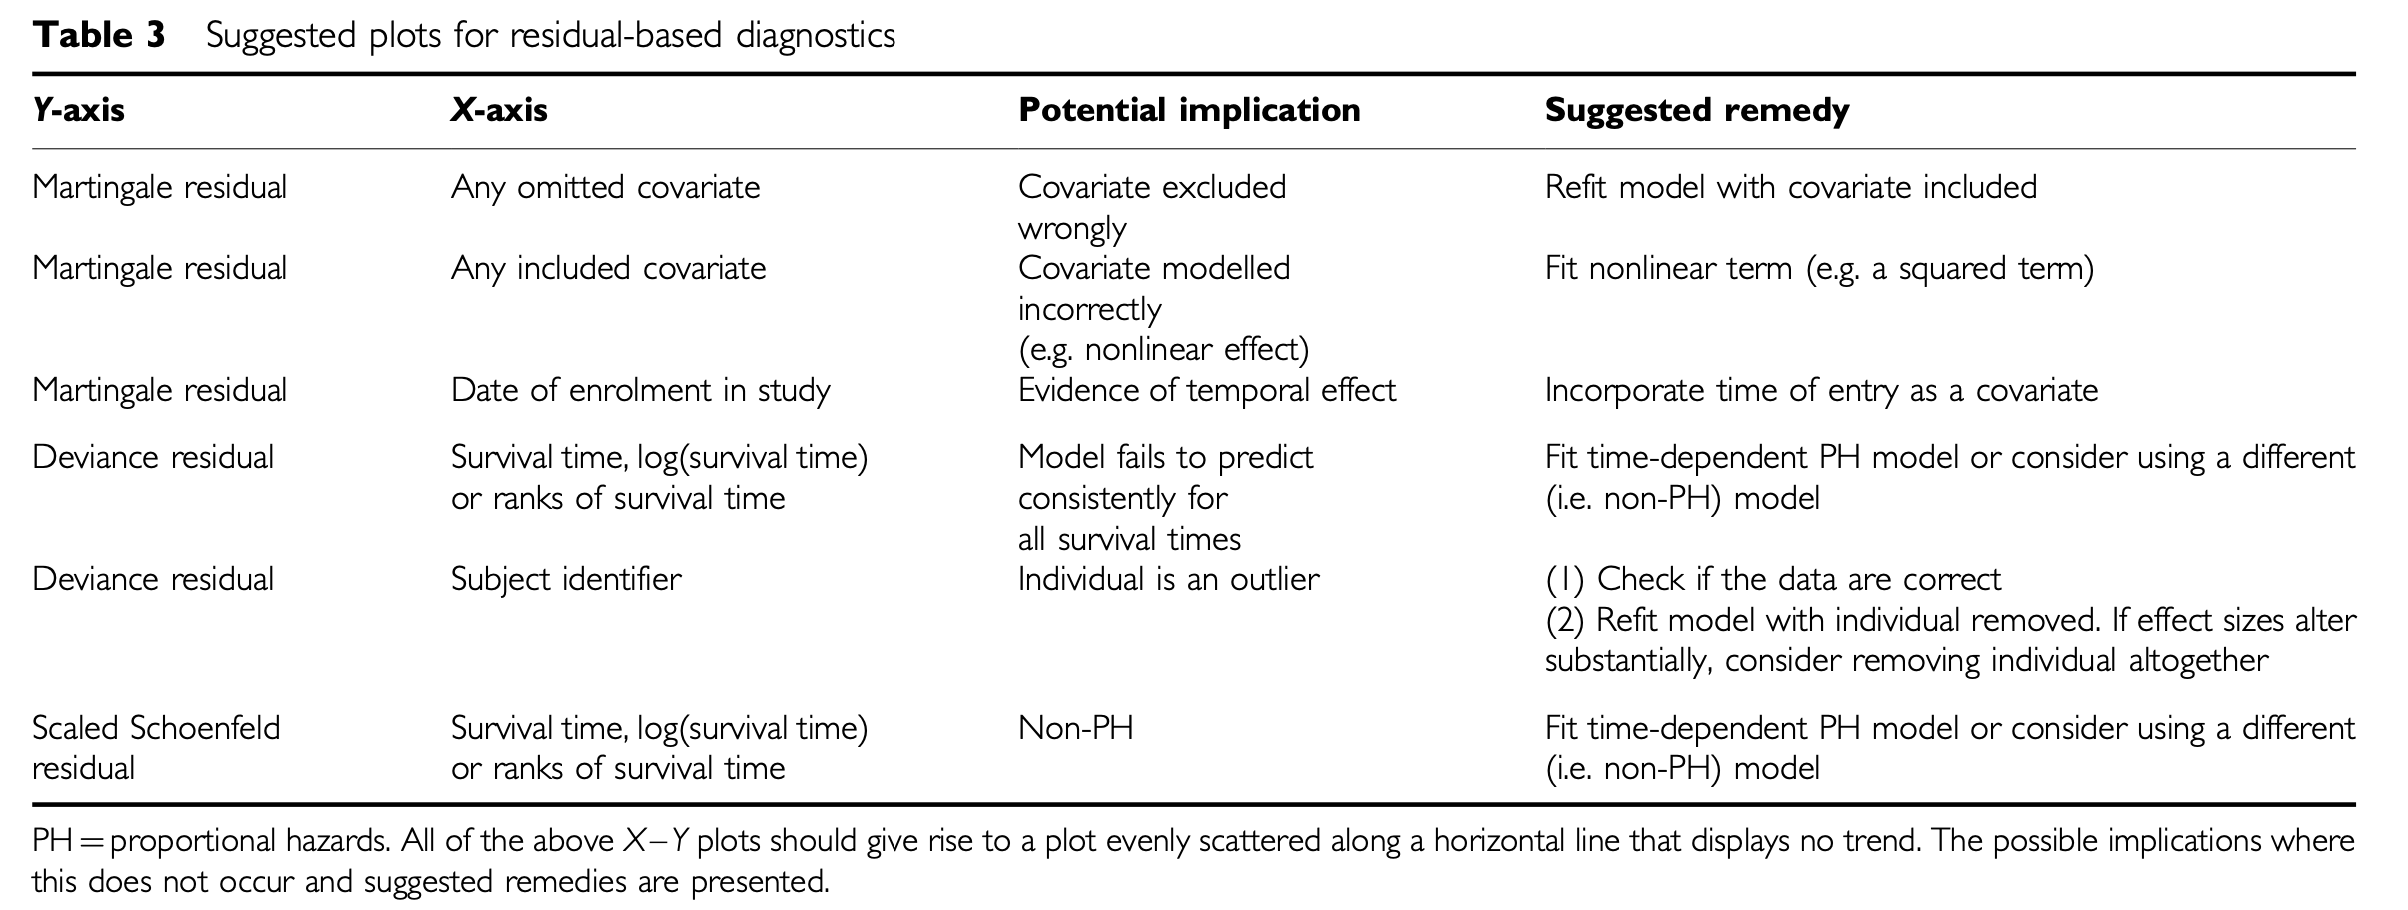 Table 3 Suggested plots for residual-based diagnostics
Y-axis X-axis Potential implication Suggested remedy
Martingale residual Any omitted covariate Covariate excluded Refit model with covariate included
wrongly
Martingale residual Any included covariate Covariate modelled Fit nonlinear term (e.g. a squared term)
incorrectly
(e.g. nonlinear effect)
Martingale residual Date of enrolment in study Evidence of temporal effect Incorporate time of entry as a covariate
Deviance residual Survival time, log(survival time) Model fails to predict Fit time-dependent PH model or consider using a different
or ranks of survival time consistently for (i.e. non-PH) model
all survival times
Deviance residual Subject identifier Individual is an outlier (1) Check if the data are correct
(2) Refit model with individual removed. If effect sizes alter
substantially, consider removing individual altogether
Scaled Schoenfeld Survival time, log(survival time) Non-PH Fit time-dependent PH model or consider using a different
residual or ranks of survival time (i.e. non-PH) model
PH = proportional hazards. All of the above X–Y plots should give rise to a plot evenly scattered along a horizontal line that displays no trend. The possible implications where
this does not occur and suggested remedies are presented.